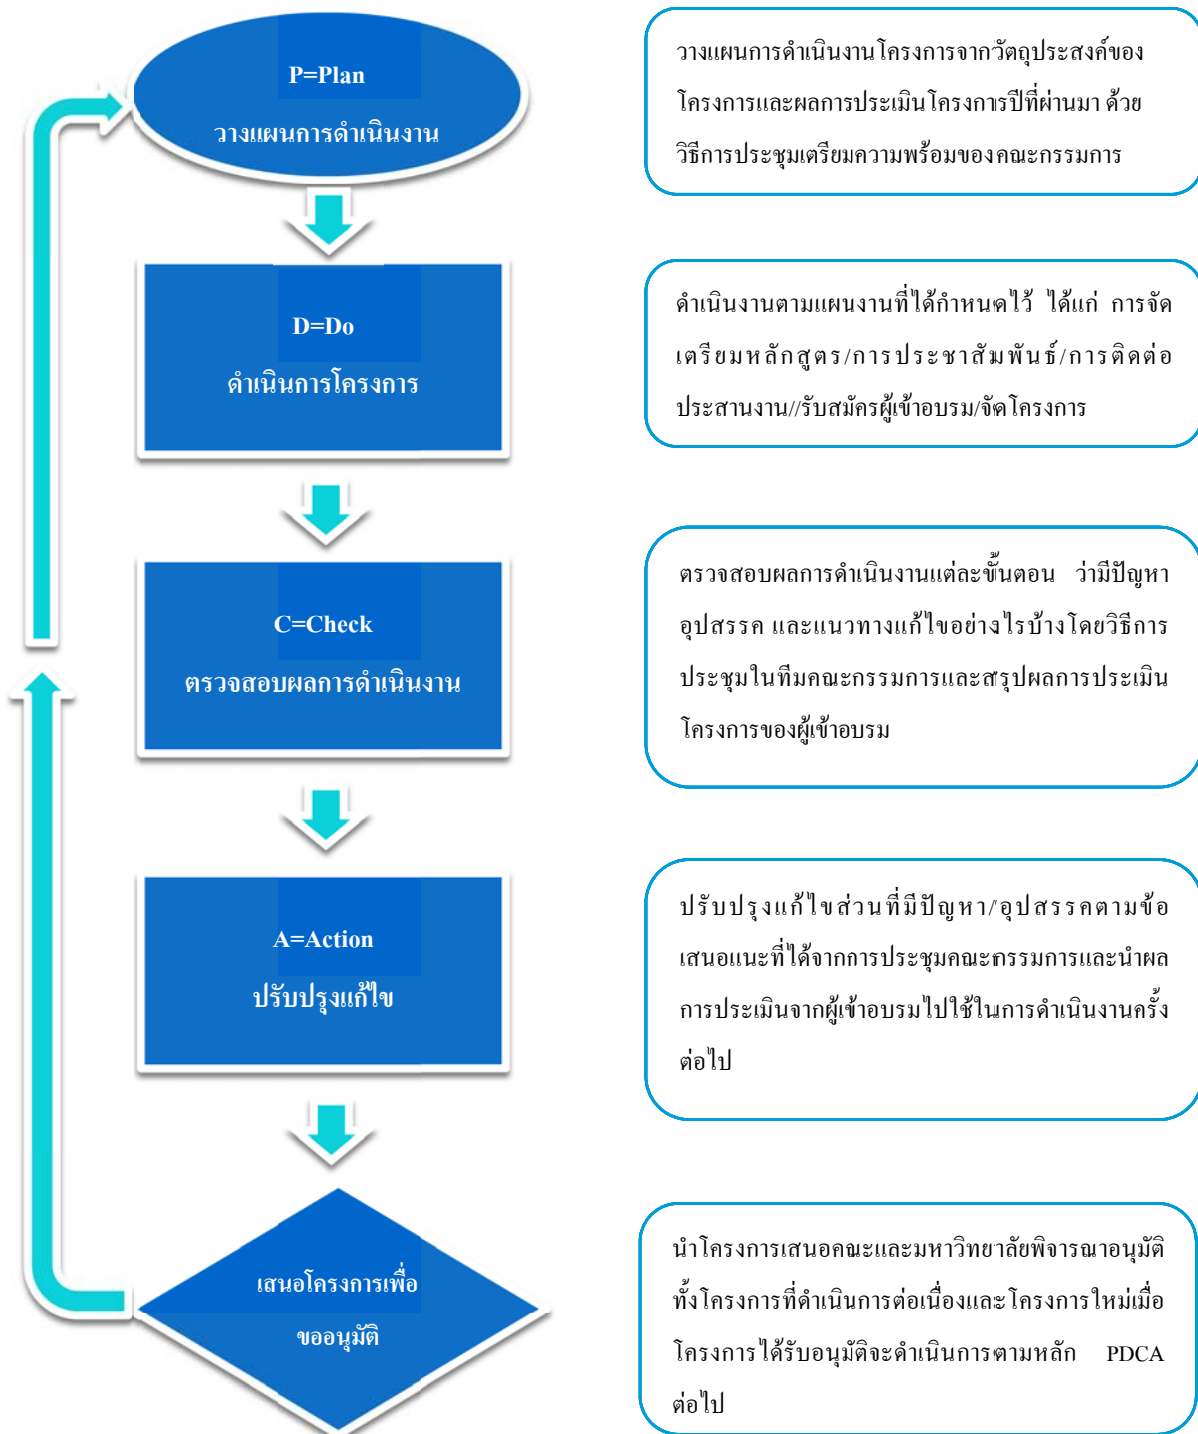 P=Plan
วางแผนการดำเนินงาน
วางแผนการดำเนินงานโครงการจากวัตถุประสงค์ของ
โครงการและผลการประเมินโครงการปีที่ผ่านมา ด้วย
วิธีการประชุมเตรียมความพร้อมของคณะกรรมการ
D=Do
ดำเนินการโครงการ
ดำเนินงานตามแผนงานที่ได้กำหนดไว้ ได้แก่ การจัด
เตรียมหลักสูตร/การประชาสัมพันธ์/การติดต่อ
ประสานงาน//รับสมัครผู้เข้าอบรม/จัดโครงการ
C=Check
ตรวจสอบผลการดำเนินงาน
ตรวจสอบผลการดำเนินงานแต่ละขั้นตอน ว่ามีปัญหา
อุปสรรค และแนวทางแก้ไขอย่างไรบ้างโดยวิธีการ
ประชุมในทีมคณะกรรมการและสรุปผลการประเมิน
โครงการของผู้เข้าอบรม
A=Action
ปรับปรุงแก้ไข
ปรับปรุงแก้ไขส่วนที่มีปัญหา/อุปสรรคตามข้อ
เสนอแนะที่ได้จากการประชุมคณะกรรมการและนำผล
การประเมินจากผู้เข้าอบรมไปใช้ในการดำเนินงานครั้ง
ต่อไป
เสนอโครงการเพื่อ
ขออนุมัติ
นำโครงการเสนอคณะและมหาวิทยาลัยพิจารณาอนุมัติ
ทั้งโครงการที่ดำเนินการต่อเนื่องและโครงการใหม่เมื่อ
โครงการได้รับอนุมัติจะดำเนินการตามหลัก PDCA
ต่อไป